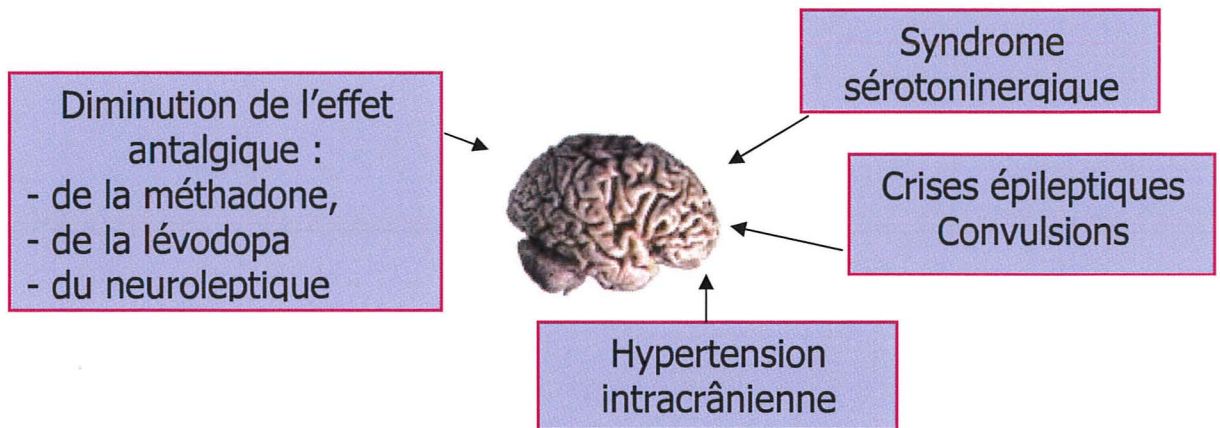 Diminution de l'effet
antalgique :
- de la méthadone,
- de la lévodopa
- du neuroleptique
Syndrome
sérotoninergique
Crises épileptiques
Convulsions
Hypertension
intracrânienne